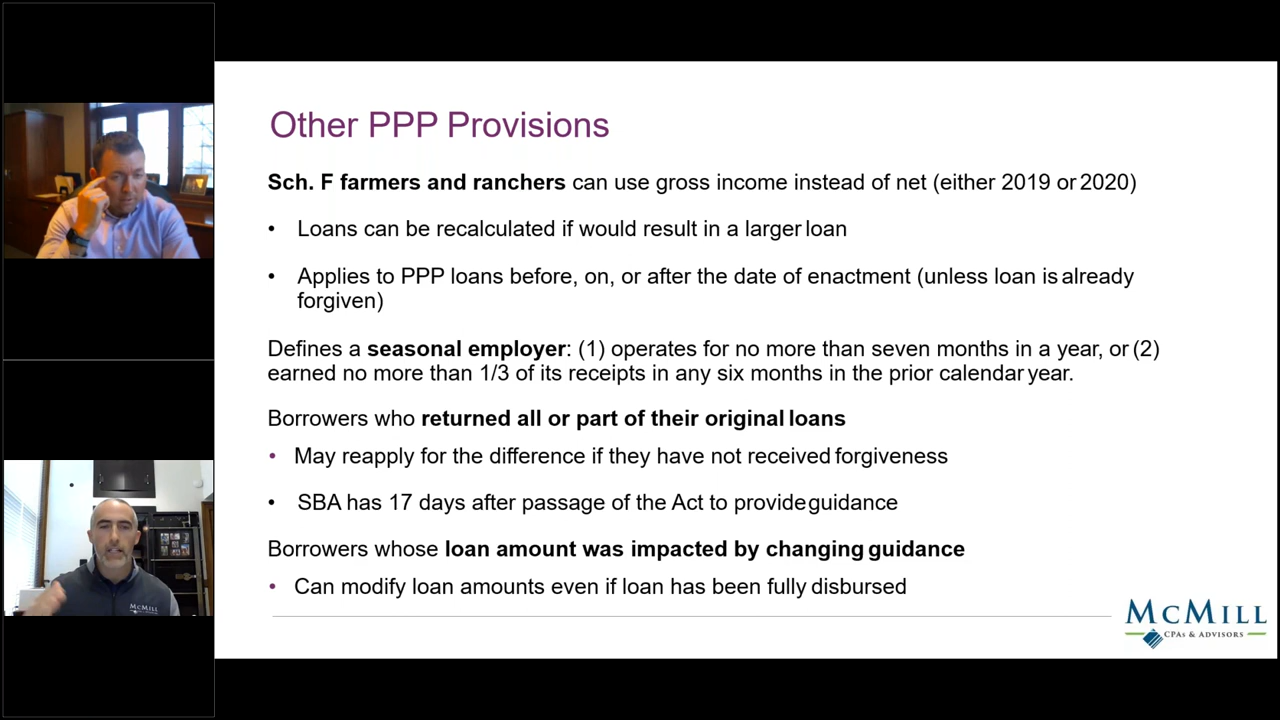 Other PPP Provisions
Sch. F farmers and ranchers can use gross income instead of net (either 2019 or 2020)
• Loans can be recalculated if would result in a larger loan
• Applies to PPP loans before, on, or after the date of enactment (unless loan is already
forgiven)
Defines a seasonal employer: (1) operates for no more than seven months in a year, or (2)
earned no more than 1/3 of its receipts in any six months in the prior calendar year.
Borrowers who returned all or part of their original loans
• May reapply for the difference if they have not received forgiveness
• SBA has 17 days after passage of the Act to provide guidance
Borrowers whose loan amount was impacted by changing guidance
• Can modify loan amounts even if loan has been fully disbursed
MCMILL
CPAs & ADVISORS
MCMILL